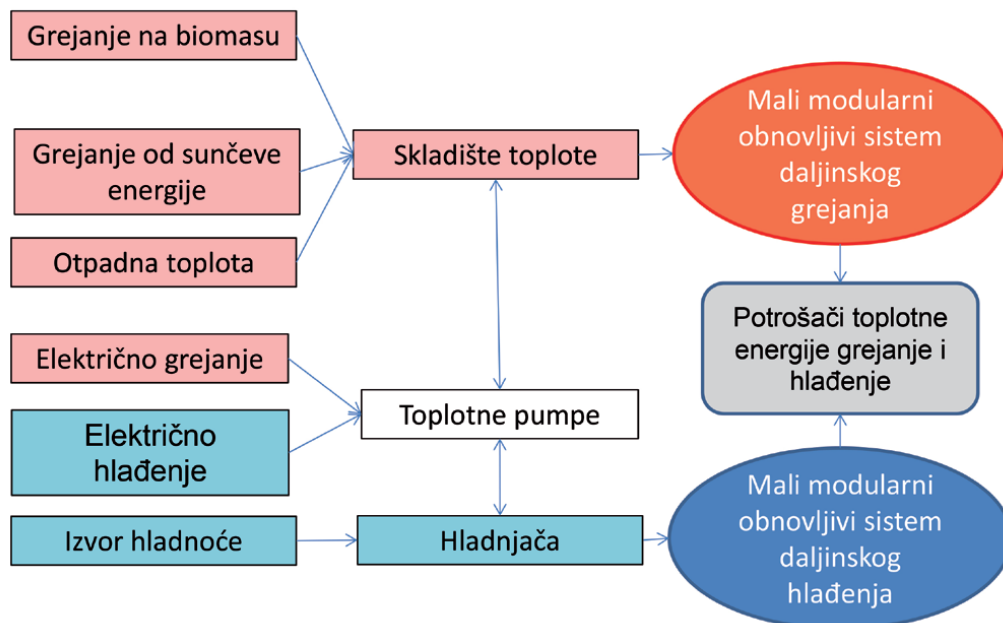 Grejanje na biomasu
Grejanje od sunčeve
energije
Otpadna toplota
Električno grejanje
Električno
hlađenje
Izvor hladnoće
Skladište toplote
Toplotne pumpe
Hladnjača
Mali modularni
obnovljivi sistem
daljinskog
grejanja
Potrošači toplotne
energije grejanje i
hlađenje
Mali modularni
obnovljivi sistem
daljinskog
hlađenja